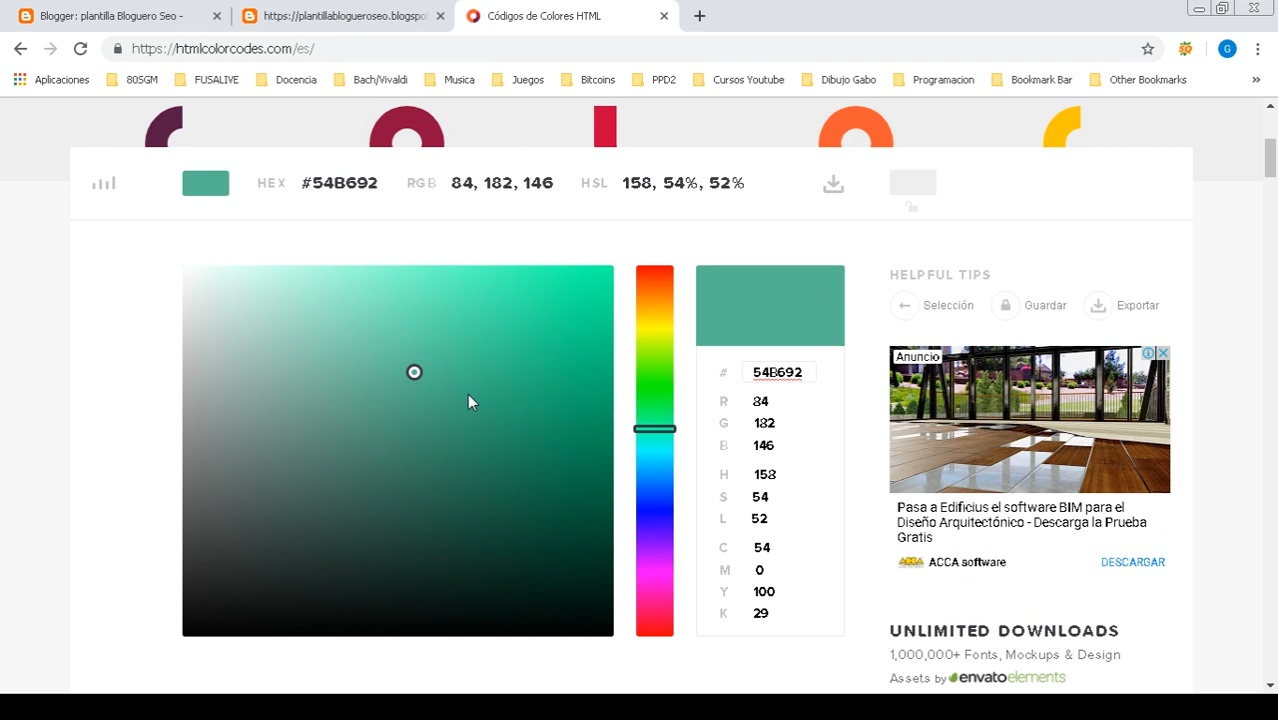 Blogger: plantilla Bloguero Seo -
https://plantillablogueroseo.blogspot
Códigos de Colores HTML
https://htmlcolorcodes.com/es/
G
Aplicaciones
80SGM
FUSALIVE
Docencia
Bach/Vivaldi
Musica
Juegos
Bitcoins
PPD2
Cursos Youtube
Dibujo Gabo
Programacion
Bookmark Bar
Other Bookmarks
HEX #54B692 RGB 84, 182, 146 HSL 158, 54%, 52%
# 54B692
R 84
G 182
B 146
H 158
S 54
L 52
C 54
M 0
Y 100
K 29
HELPFUL TIPS
Selección Guardar Exportar
Anuncio
Pasa a Edificius el software BIM para el
Diseño Arquitectónico - Descarga la Prueba
Gratis
ACCA software DESCARGAR
UNLIMITED DOWNLOADS
1,000,000+ Fonts, Mockups & Design
Assets by envatoelements